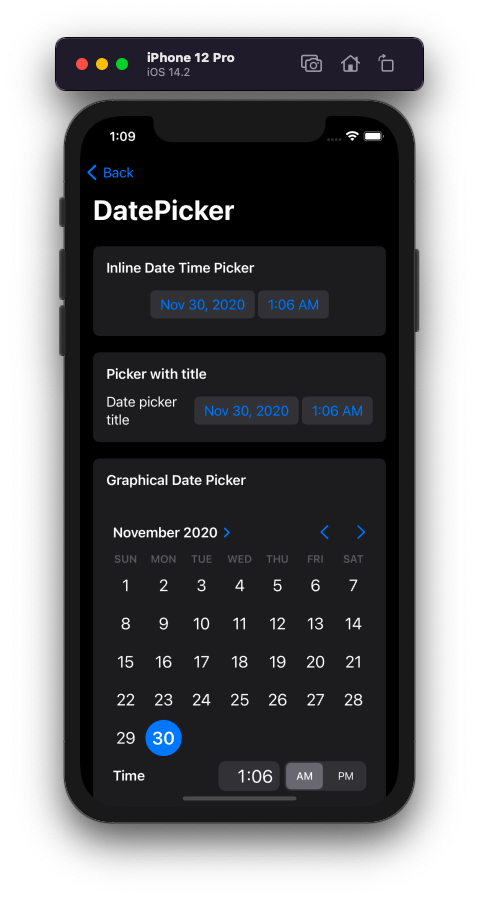 iPhone 12 Pro
iOS 14.2
1:09
Back
DatePicker
Inline Date Time Picker
Nov 30, 2020 1:06 AM
Picker with title
Date picker
title
Nov 30, 2020 1:06 AM
Graphical Date Picker
November 2020
SUN MON TUE WED THU FRI SAT
1 2 3 4 5 6 7
8 9 10 11 12 13 14
15 16 17 18 19 20 21
22 23 24 25 26 27 28
29 30
Time 1:06 AM PM